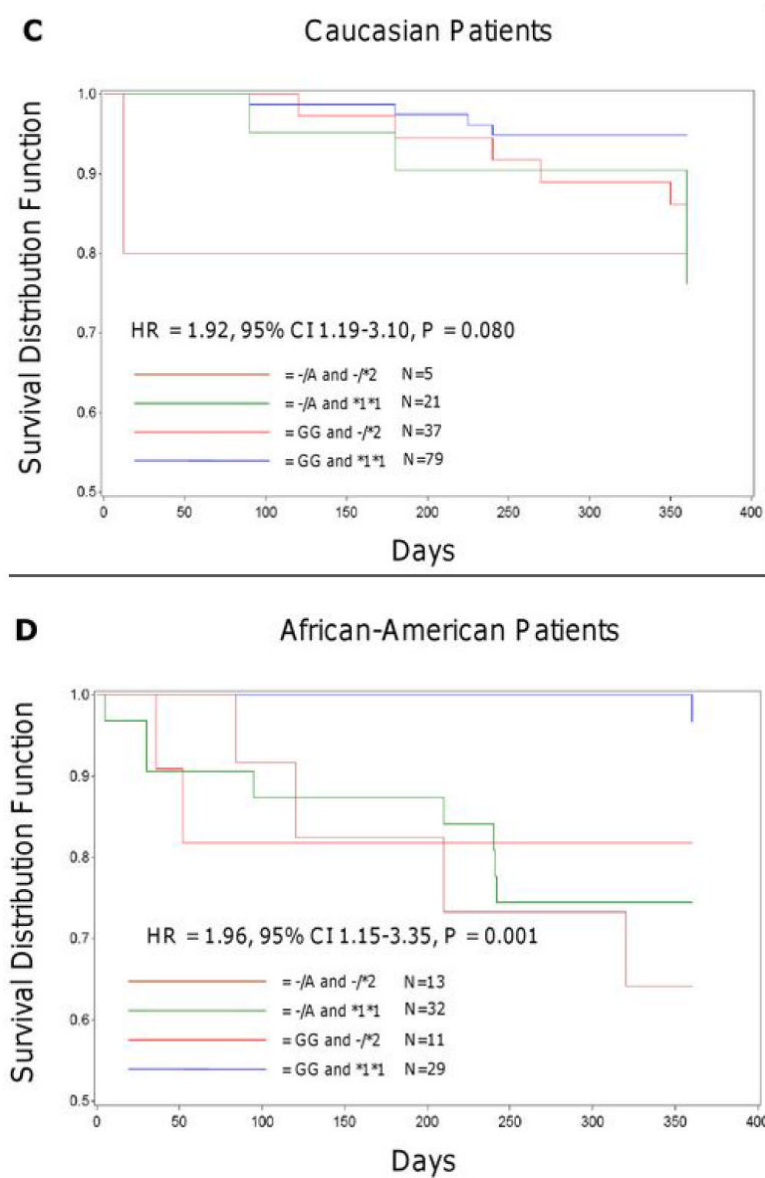 C Caucasian Patients
1.0
0.9
0.8
0.7
0.6
0.5
Survival Distribution Function
HR = 1.92, 95% CI 1.19-3.10, P = 0.080
= -/A and -/*2 N=5
= -/A and *1*1 N=21
= GG and -/*2 N=37
= GG and *1*1 N=79
0 50 100 150 200 250 300 350 400
Days
D African-American Patients
1.0
0.9
0.8
0.7
0.6
0.5
Survival Distribution Function
HR = 1.96, 95% CI 1.15-3.35, P = 0.001
= -/A and -/*2 N=13
= -/A and *1*1 N=32
= GG and -/*2 N=11
= GG and *1*1 N=29
0 50 100 150 200 250 300 350 400
Days